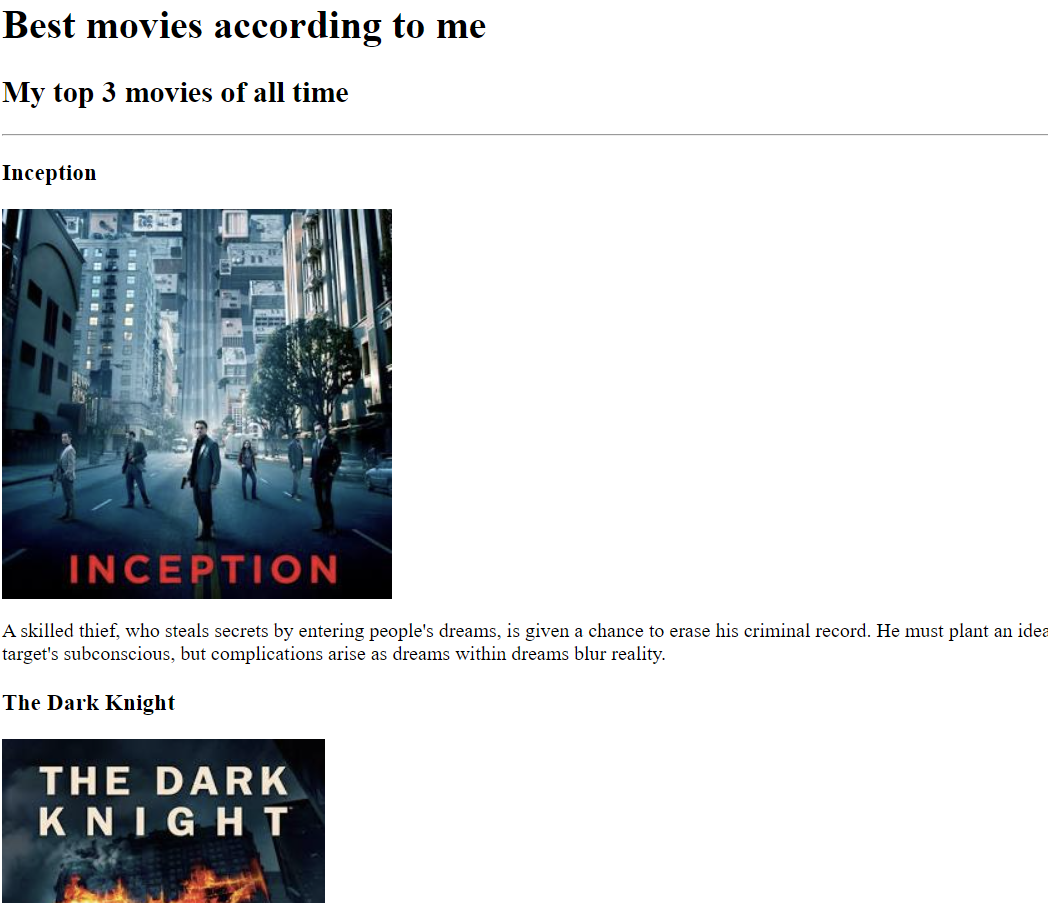 Best movies according to me
My top 3 movies of all time
Inception
INCEPTION
A skilled thief, who steals secrets by entering people's dreams, is given a chance to erase his criminal record. He must plant an idea
target's subconscious, but complications arise as dreams within dreams blur reality.
The Dark Knight
THE DARK
KNIGHT